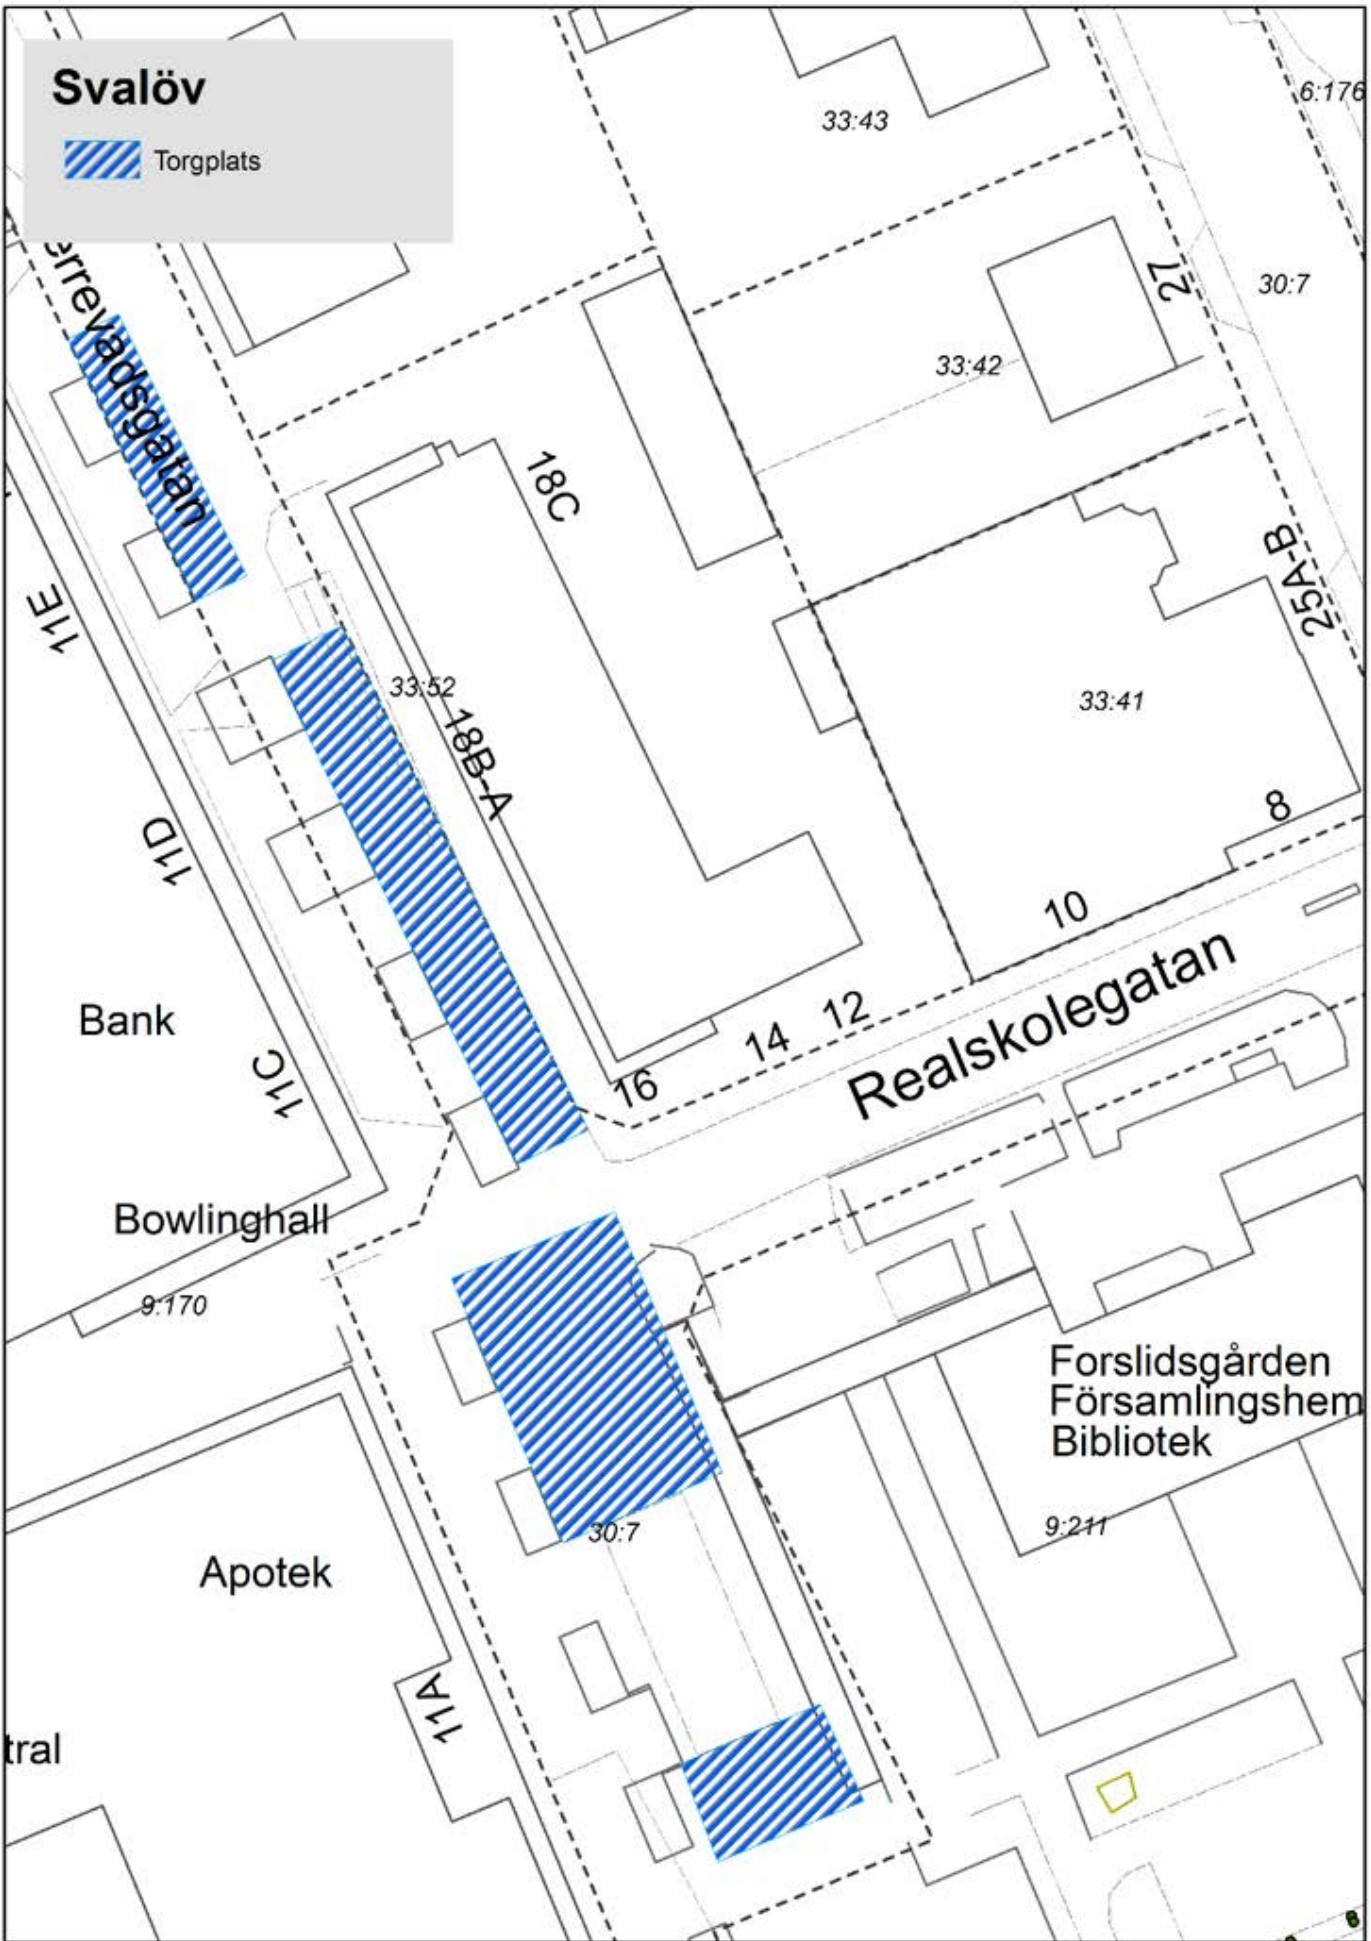 Svalöv
Torgplats
6:176
33:43
27
30:7
errevadsgatan
33:42
18C
25A-B
11E
33:52
33:41
18B-A
8
11D
10
Bank
12
14
16
Realskolegatan
11C
Bowlinghall
9:170
Forslidsgården
Församlingshem
Bibliotek
30:7
9:211
Apotek
11A
tral